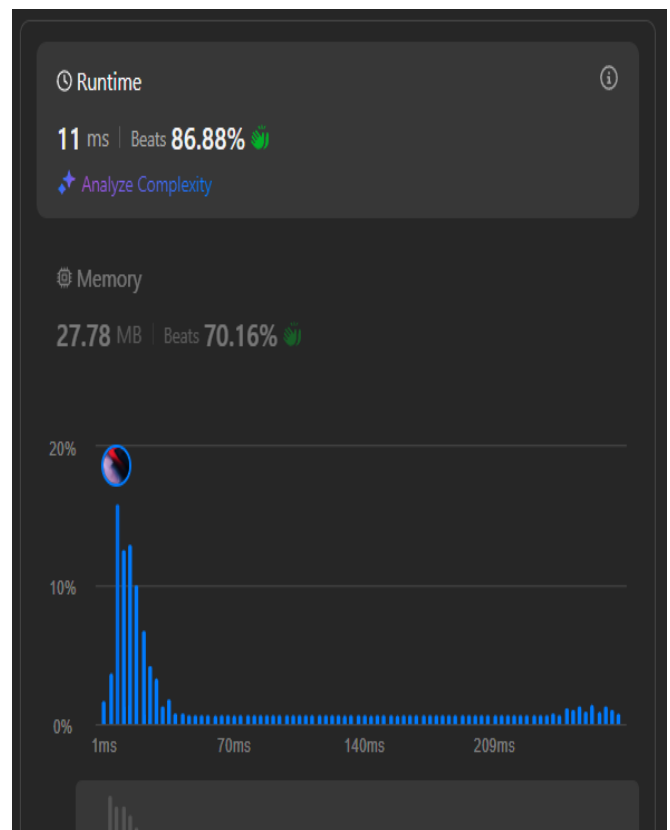 Runtime
11 ms | Beats 86.88%
Analyze Complexity
Memory
27.78 MB | Beats 70.16%
20%
10%
0%
1ms 70ms 140ms 209ms